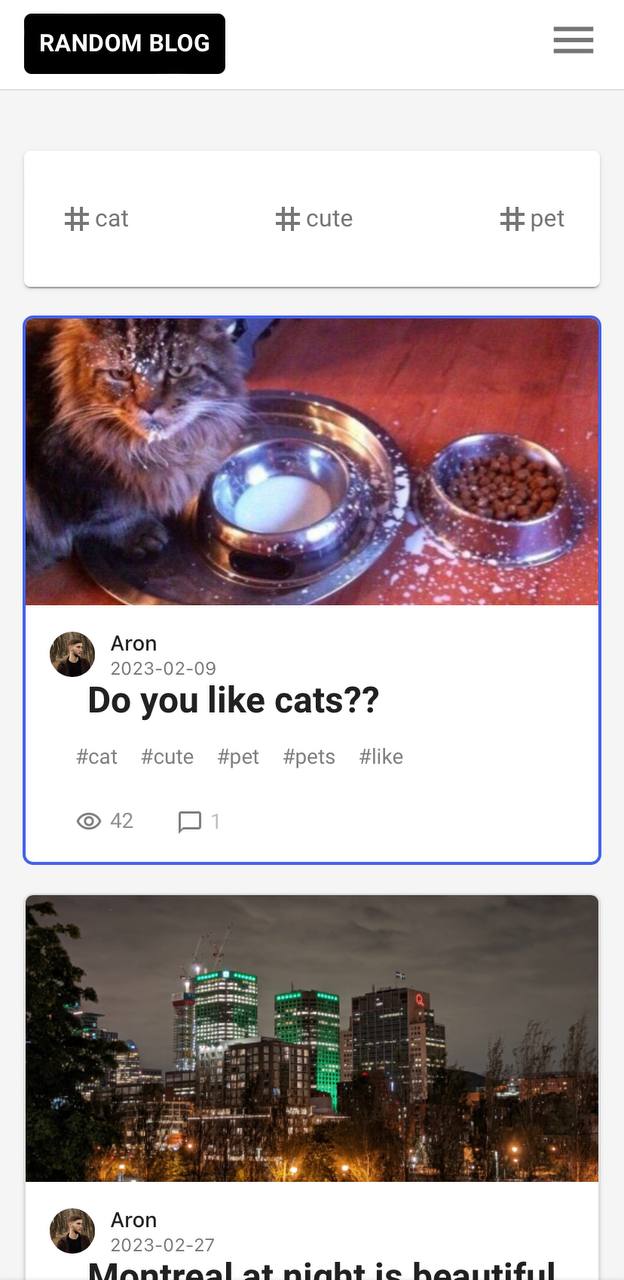 RANDOM BLOG
# cat # cute # pet
Aron
2023-02-09
Do you like cats??
#cat #cute #pet #pets #like
42 1
Aron
2023-02-27
Montreal at night is beautiful